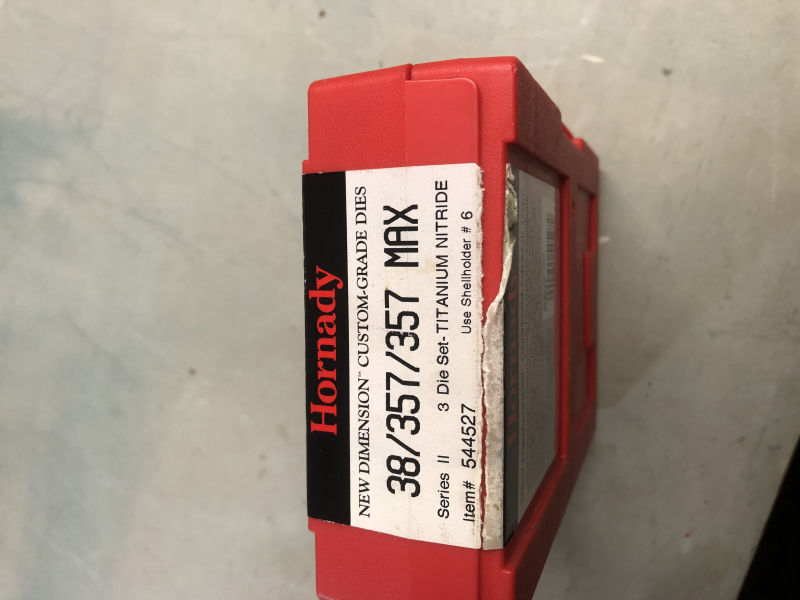 Hornady
NEW DIMENSION™ CUSTOM-GRADE DIES
38/357/357 MAX
Series II 3 Die Set-TITANIUM NITRIDE
Item# 544527 Use Shellholder # 6